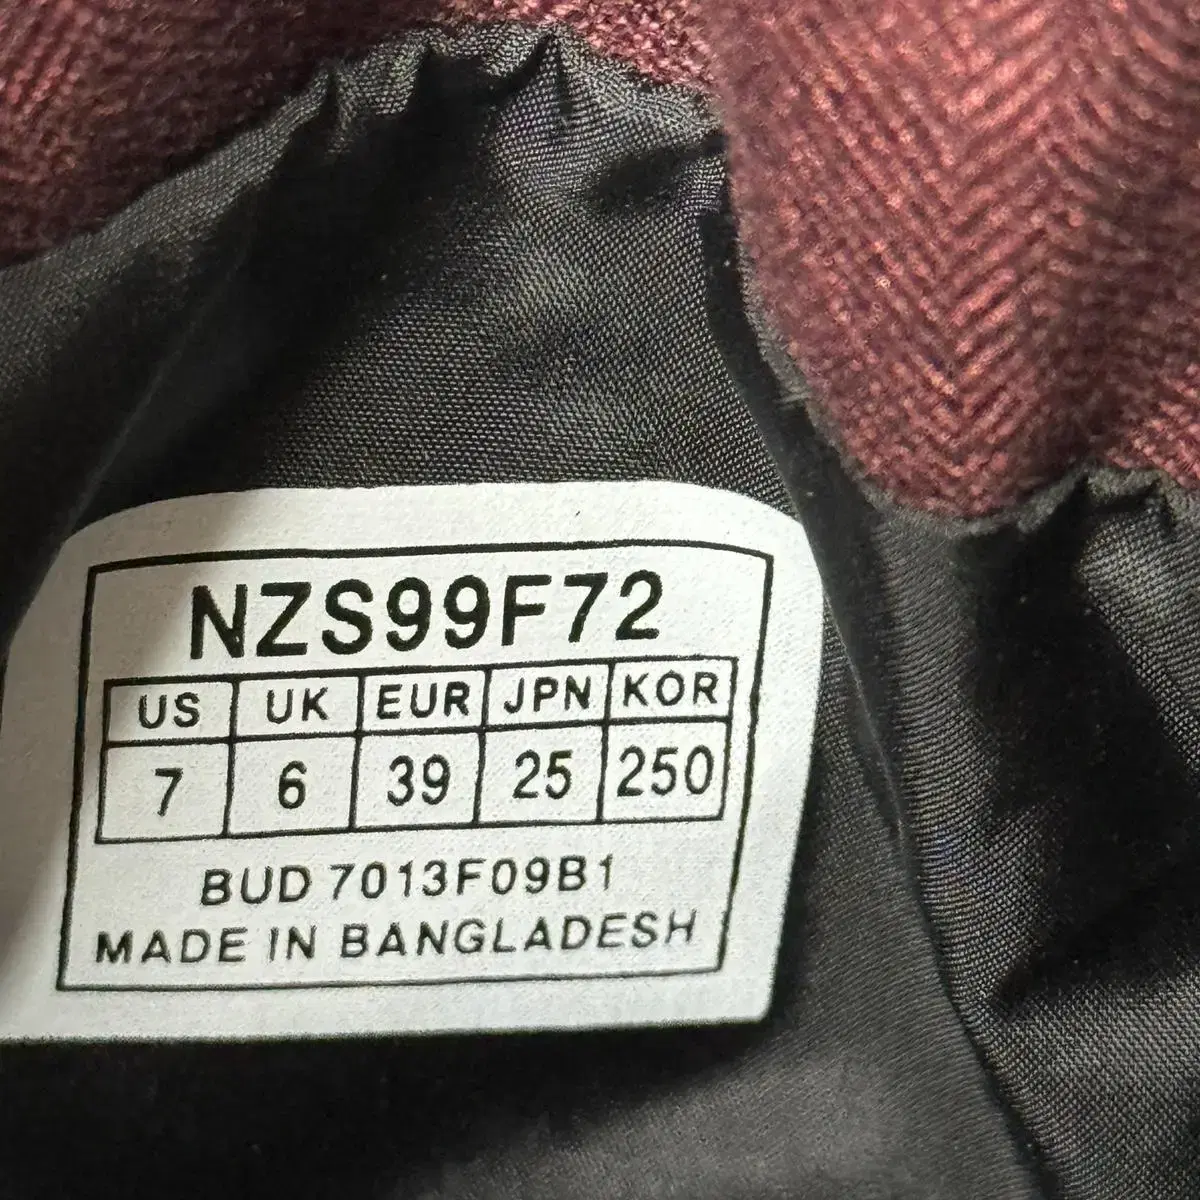 NZS99F72
US UK EUR JPN KOR
7 6 39 25 250
BUD 7013F09B1
MADE IN BANGLADESH